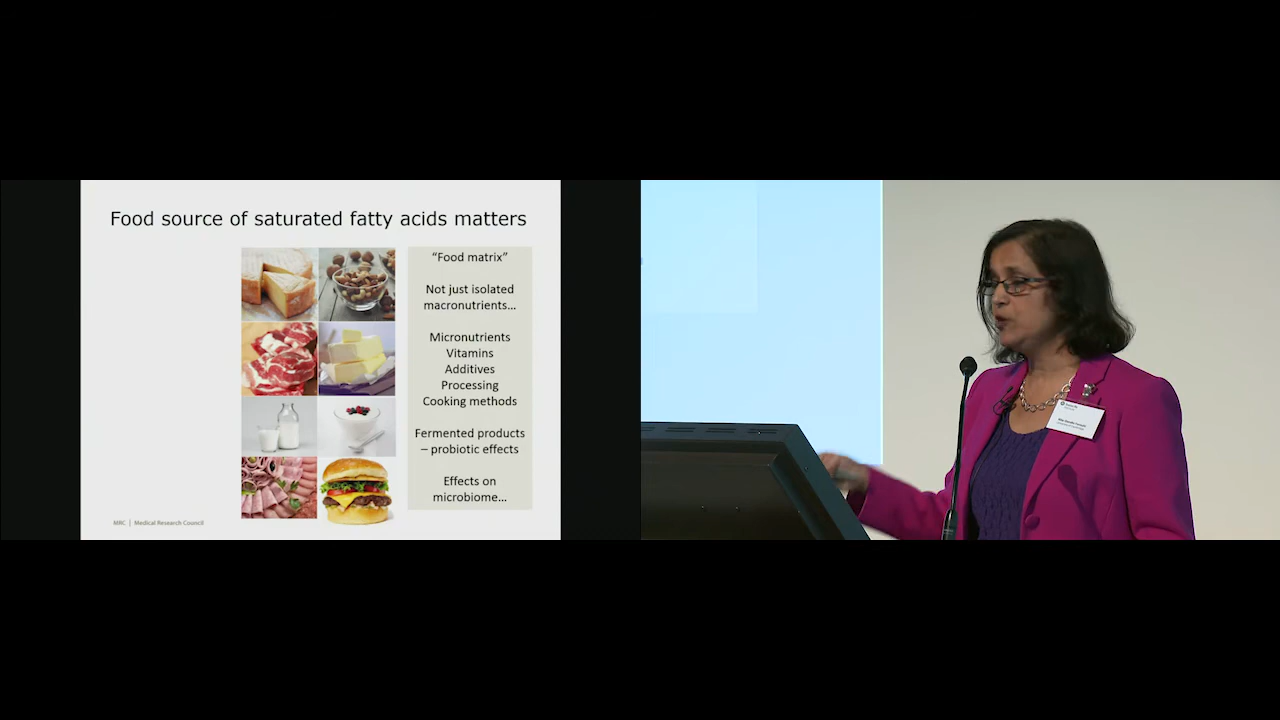 Food source of saturated fatty acids matters
“Food matrix”
Not just isolated
macronutrients…
Micronutrients
Vitamins
Additives
Processing
Cooking methods
Fermented products
– probiotic effects
Effects on
microbiome…
MRC | Medical Research Council